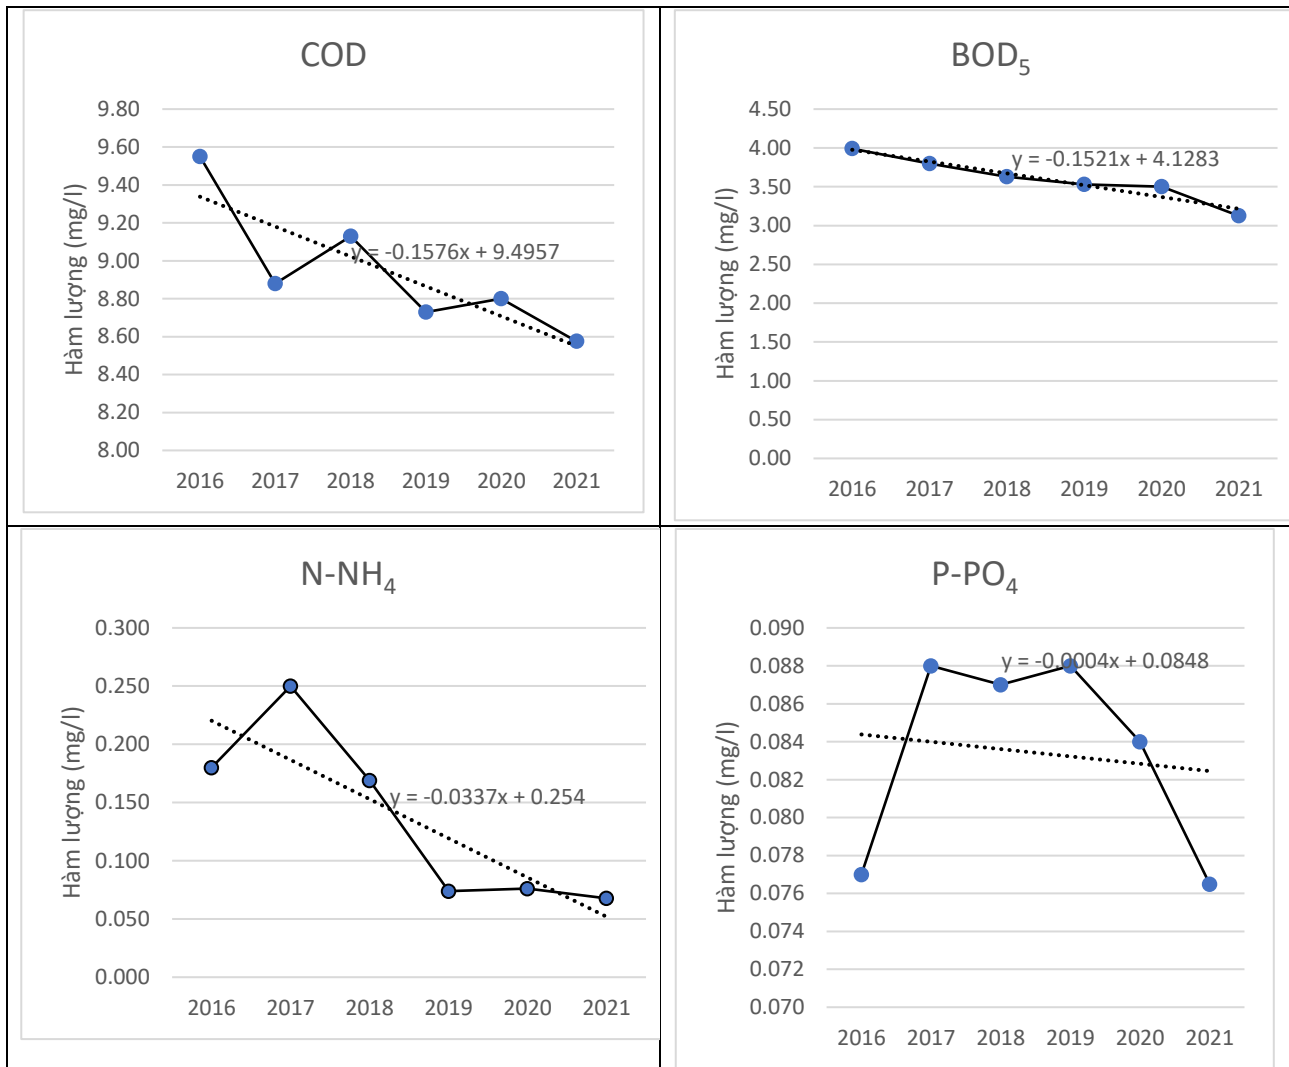 COD
Hàm lượng (mg/l)
9.80
9.60
9.40
9.20
9.00
8.80
8.60
8.40
8.20
8.00
y = -0.1576x + 9.4957
2016 2017 2018 2019 2020 2021
BOD₅
Hàm lượng (mg/l)
4.50
4.00
3.50
3.00
2.50
2.00
1.50
1.00
0.50
0.00
y = -0.1521x + 4.1283
2016 2017 2018 2019 2020 2021
N-NH₄
Hàm lượng (mg/l)
0.300
0.250
0.200
0.150
0.100
0.050
0.000
y = -0.0337x + 0.254
2016 2017 2018 2019 2020 2021
P-PO₄
Hàm lượng (mg/l)
0.090
0.088
0.086
0.084
0.082
0.080
0.078
0.076
0.074
0.072
0.070
y = -0.0004x + 0.0848
2016 2017 2018 2019 2020 2021